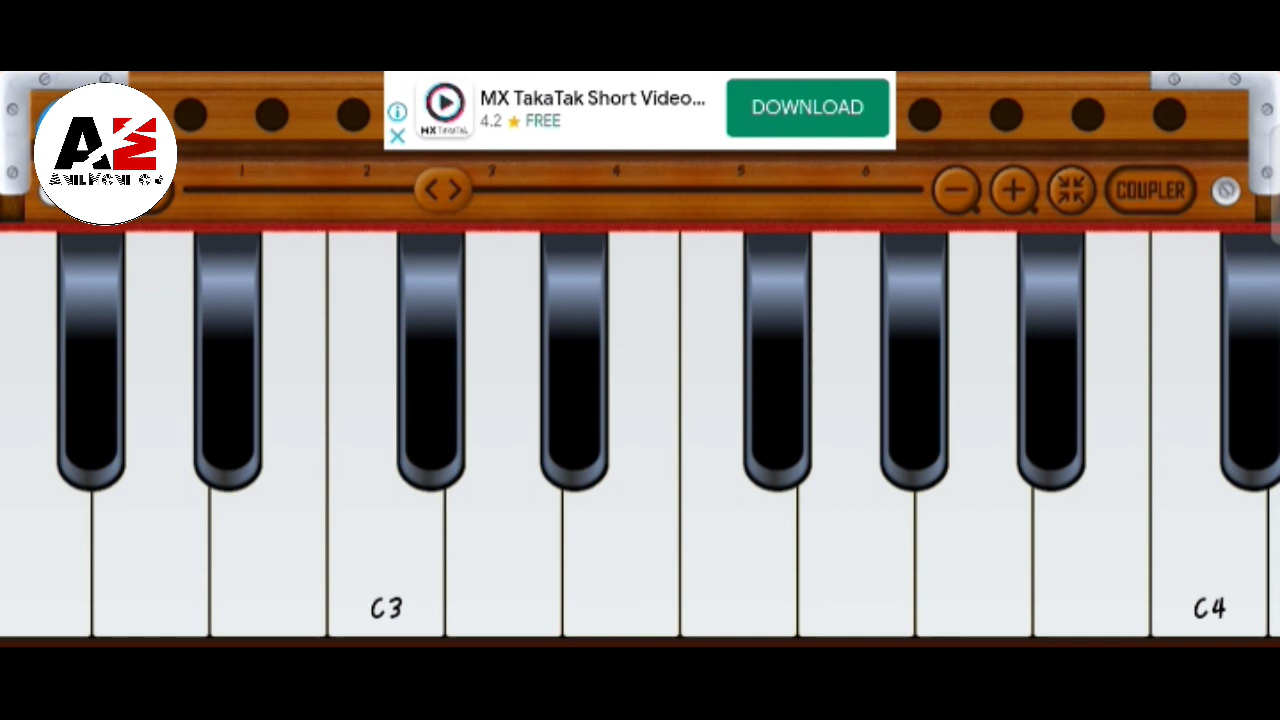 MX TakaTak Short Video...
4.2 FREE
DOWNLOAD
MX TAKATAK
AM
1 2 3 4 5 6
COUPLER
C3
C4